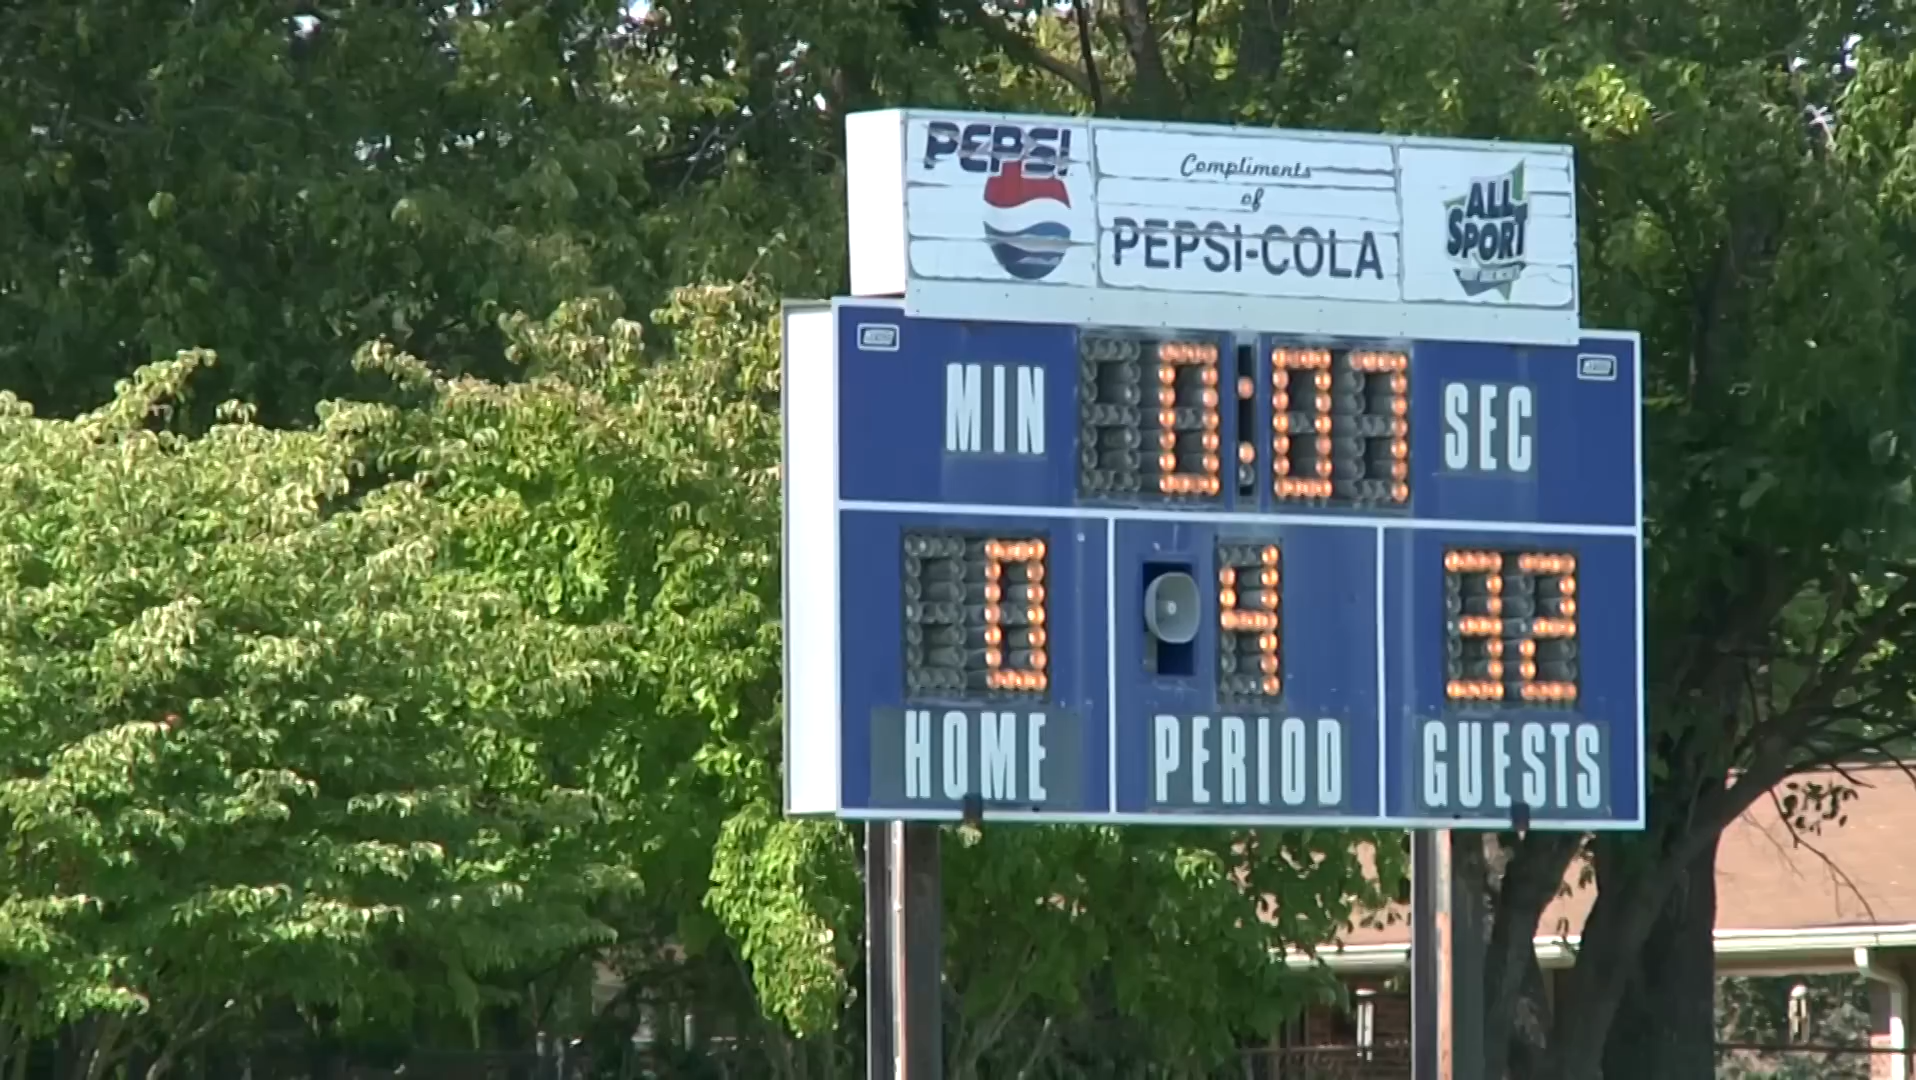 PEPSI
Compliments
of
PEPSI-COLA
ALL
SPORT
MIN 0:07 SEC
0 4 32
HOME PERIOD GUESTS